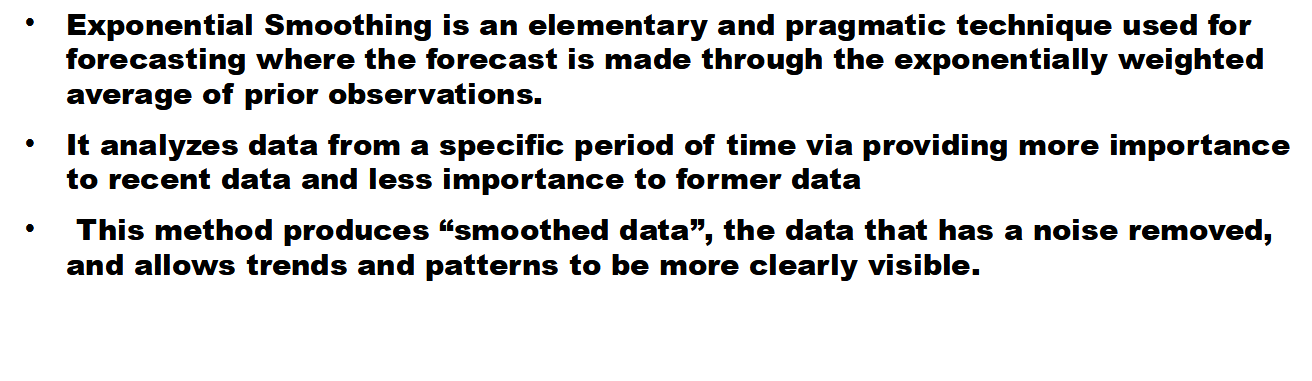 • Exponential Smoothing is an elementary and pragmatic technique used for
forecasting where the forecast is made through the exponentially weighted
average of prior observations.
• It analyzes data from a specific period of time via providing more importance
to recent data and less importance to former data
• This method produces “smoothed data”, the data that has a noise removed,
and allows trends and patterns to be more clearly visible.